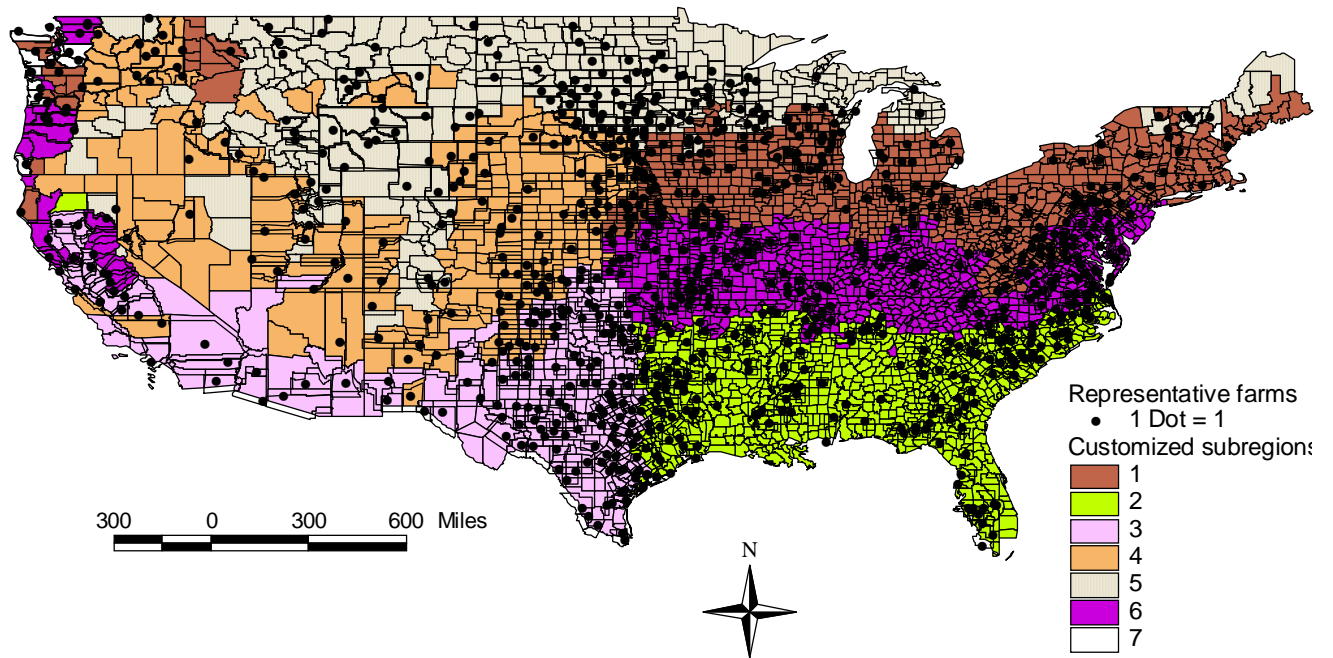 Representative farms
1 Dot = 1
Customized subregions
1
2
3
4
5
6
7
300 0 300 600 Miles
N